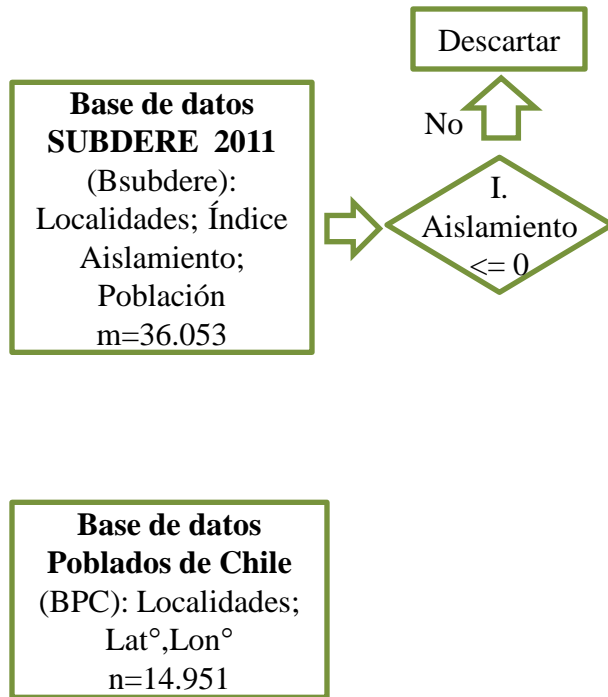 Descartar
No
Base de datos
SUBDERE 2011
(Bsubdere):
Localidades; Índice
Aislamiento;
Población
m=36.053
I.
Aislamiento
<= 0
Base de datos
Poblados de Chile
(BPC): Localidades;
Lat°,Lon°
n=14.951